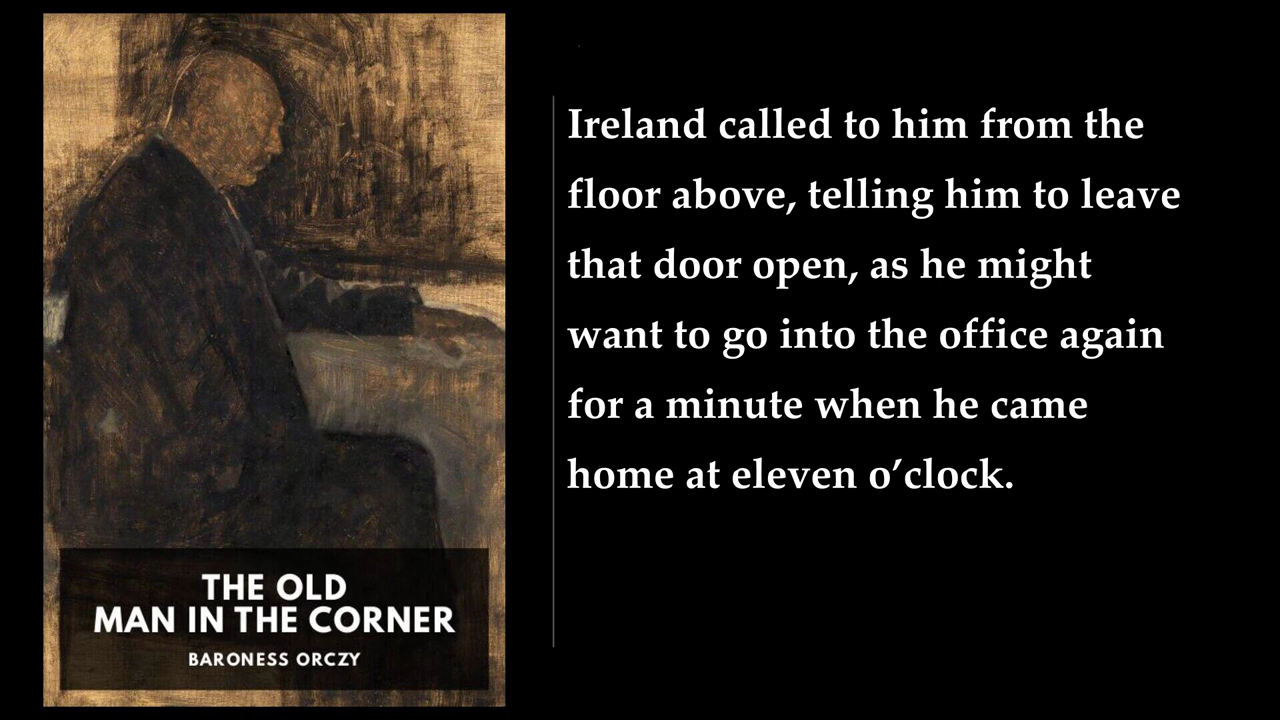 THE OLD
MAN IN THE CORNER
BARONESS ORCZY
Ireland called to him from the
floor above, telling him to leave
that door open, as he might
want to go into the office again
for a minute when he came
home at eleven o’clock.